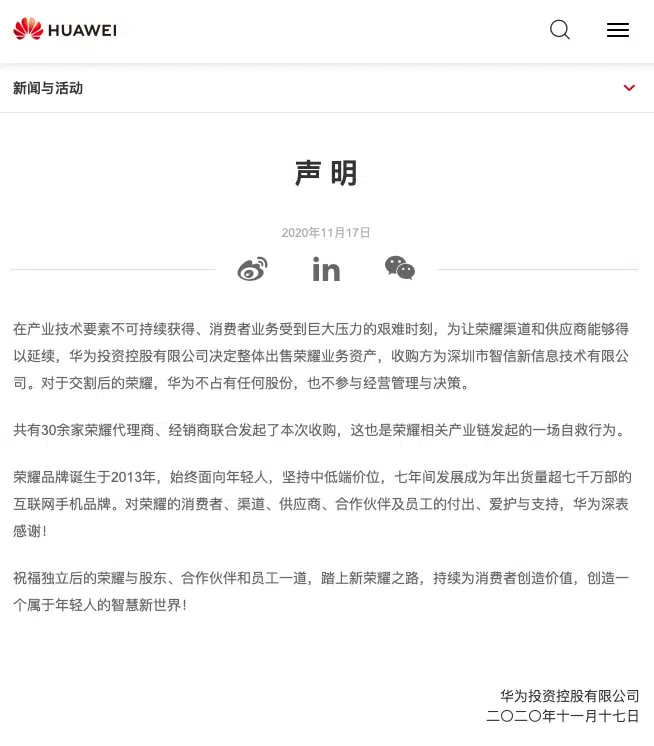 HUAWEI
新闻与活动
声 明
2020年11月17日
在产业技术要素不可持续获得、消费者业务受到巨大压力的艰难时刻，为让荣耀渠道和供应商能够得
以延续，华为投资控股有限公司决定整体出售荣耀业务资产，收购方为深圳市智信新信息技术有限公
司。对于交割后的荣耀，华为不占有任何股份，也不参与经营管理与决策。
共有30余家荣耀代理商、经销商联合发起了本次收购，这也是荣耀相关产业链发起的一场自救行为。
荣耀品牌诞生于2013年，始终面向年轻人，坚持中低端价位，七年间发展成为年出货量超七千万部的
互联网手机品牌。对荣耀的消费者、渠道、供应商、合作伙伴及员工的付出、爱护与支持，华为深表
感谢！
祝福独立后的荣耀与股东、合作伙伴和员工一道，踏上新荣耀之路，持续为消费者创造价值，创造一
个属于年轻人的智慧新世界！
华为投资控股有限公司
二〇二〇年十一月十七日